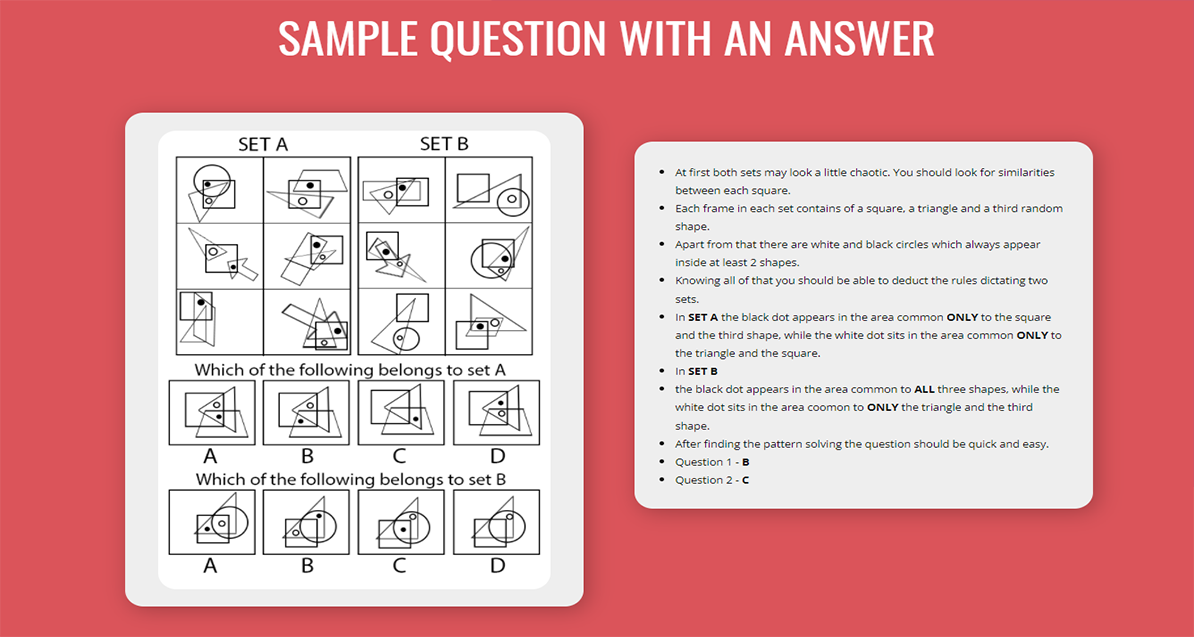 SAMPLE QUESTION WITH AN ANSWER
SET A
SET B
Which of the following belongs to set A
A
B
C
D
Which of the following belongs to set B
A
B
C
D
At first both sets may look a little chaotic. You should look for similarities
between each square.
Each frame in each set contains of a square, a triangle and a third random
shape.
Apart from that there are white and black circles which always appear
inside at least 2 shapes.
Knowing all of that you should be able to deduct the rules dictating two
sets.
In SET A the black dot appears in the area common ONLY to the square
and the third shape, while the white dot sits in the area common ONLY to
the triangle and the square.
In SET B
the black dot appears in the area common to ALL three shapes, while the
white dot sits in the area coomon to ONLY the triangle and the third
shape.
After finding the pattern solving the question should be quick and easy.
Question 1 - B
Question 2 - C